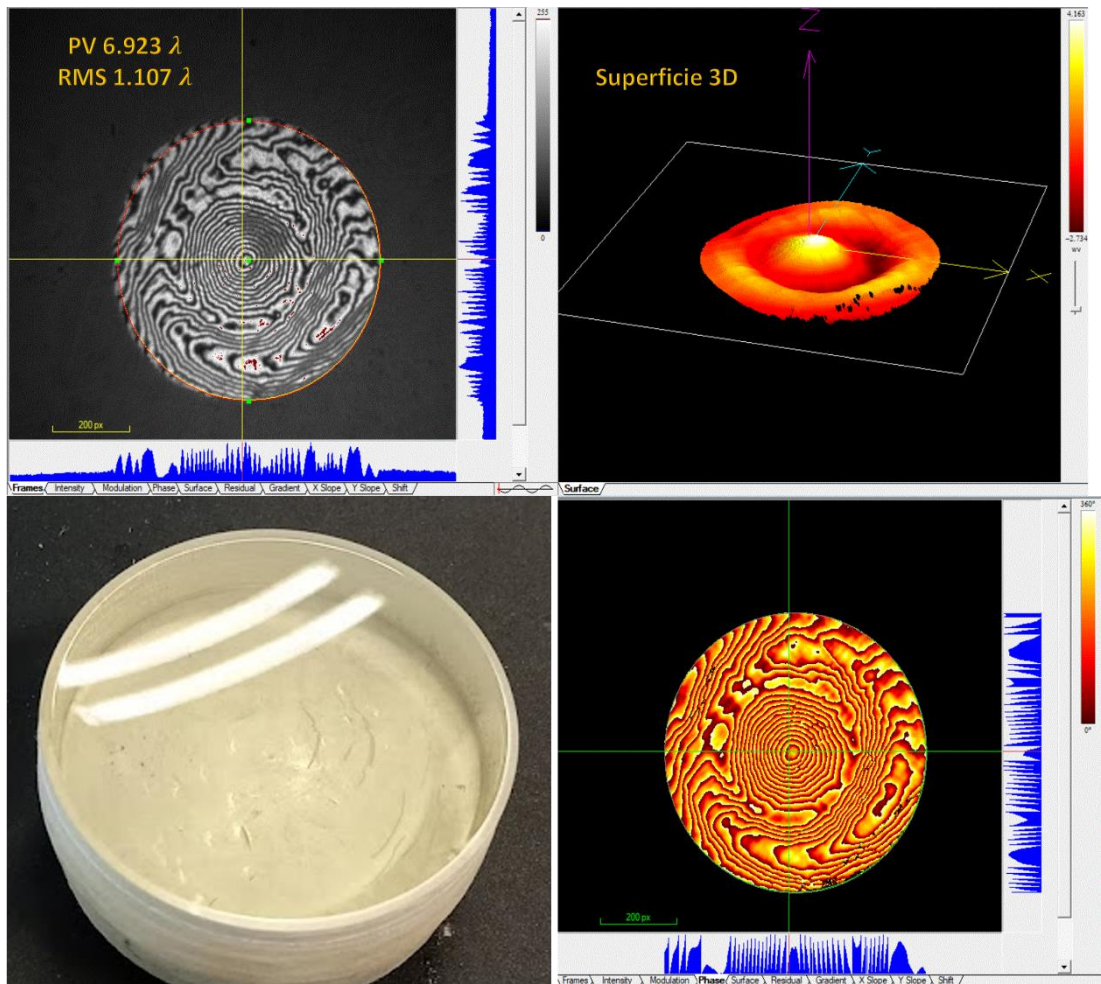 PV 6.923 λ
RMS 1.107 λ
255
0
200 px
Frames Intensity Modulation Phase Surface Residual Gradient X Slope Y Slope Shift
Superficie 3D
Z
Y
X
4.163
-2.734
wv
Surface
360°
0°
200 px
Frames Intensity Modulation Phase Surface Residual Gradient X Slope Y Slope Shift